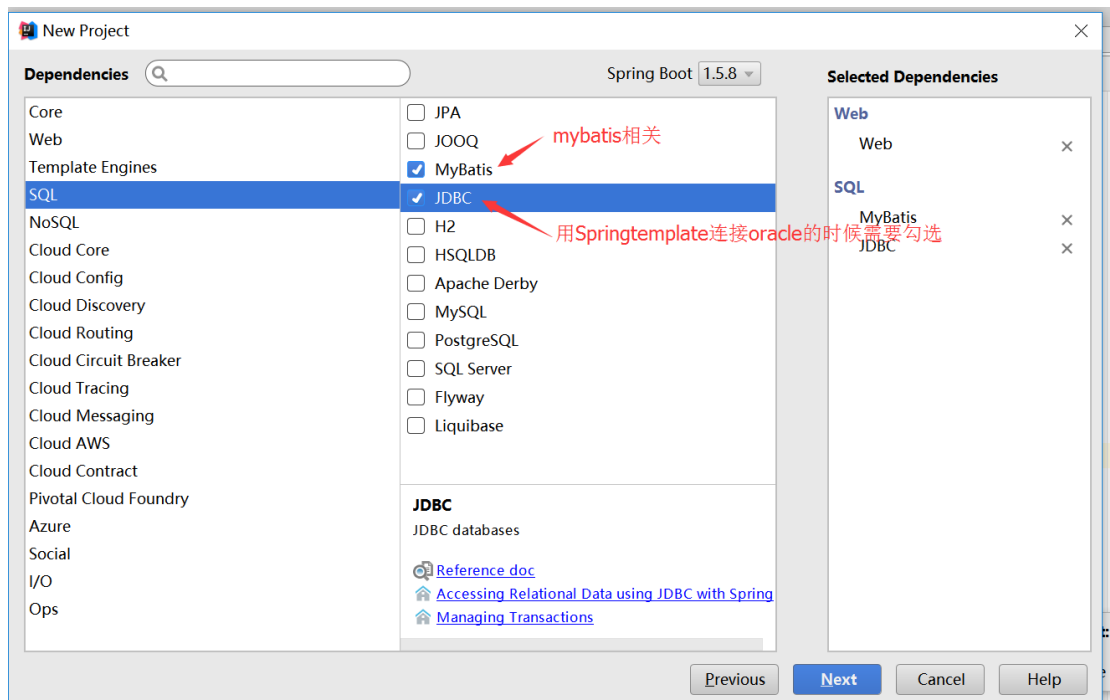 New Project
Dependencies
Spring Boot 1.5.8
Selected Dependencies
Core
Web
Template Engines
SQL
NoSQL
Cloud Core
Cloud Config
Cloud Discovery
Cloud Routing
Cloud Circuit Breaker
Cloud Tracing
Cloud Messaging
Cloud AWS
Cloud Contract
Pivotal Cloud Foundry
Azure
Social
I/O
Ops
JPA
JOOQ
MyBatis
JDBC
H2
HSQLDB
Apache Derby
MySQL
PostgreSQL
SQL Server
Flyway
Liquibase
mybatis相关
用Springtemplate连接oracle的时候需要勾选
JDBC
JDBC databases
Reference doc
Accessing Relational Data using JDBC with Spring
Managing Transactions
Web
Web
SQL
MyBatis
JDBC
Previous
Next
Cancel
Help